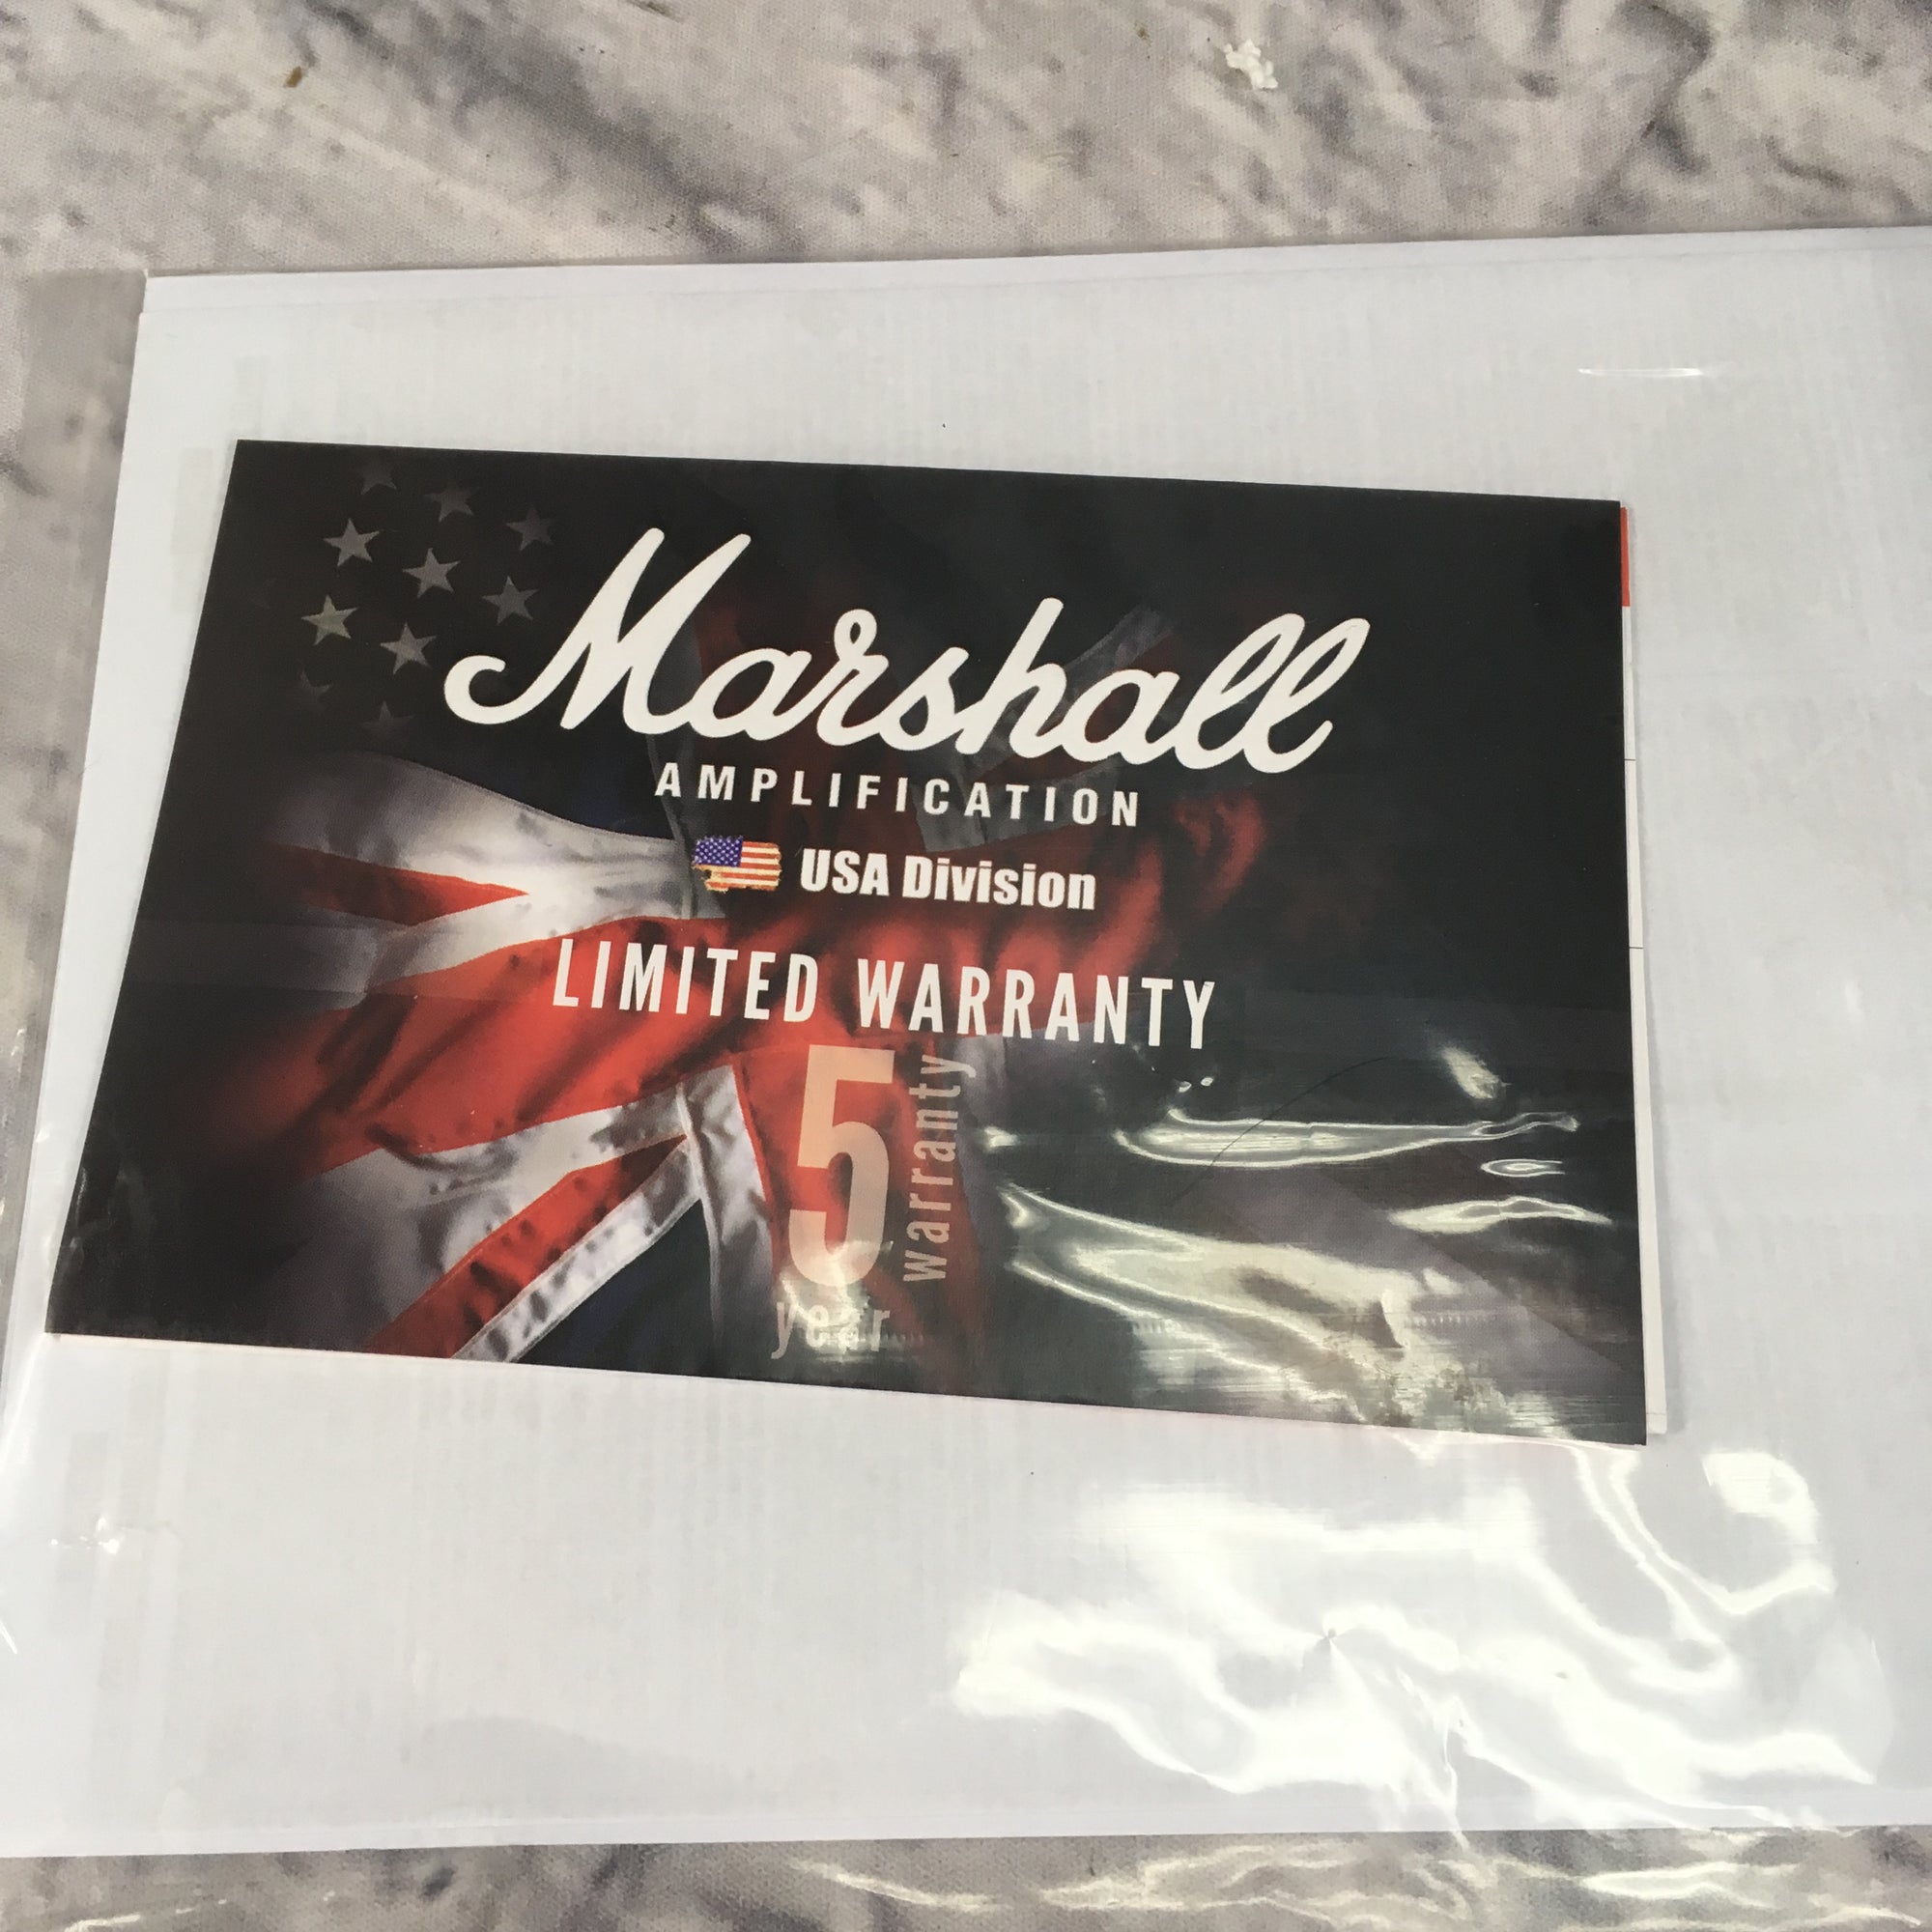 Marshall
AMPLIFICATION
USA Division
LIMITED WARRANTY
5
warranty
year